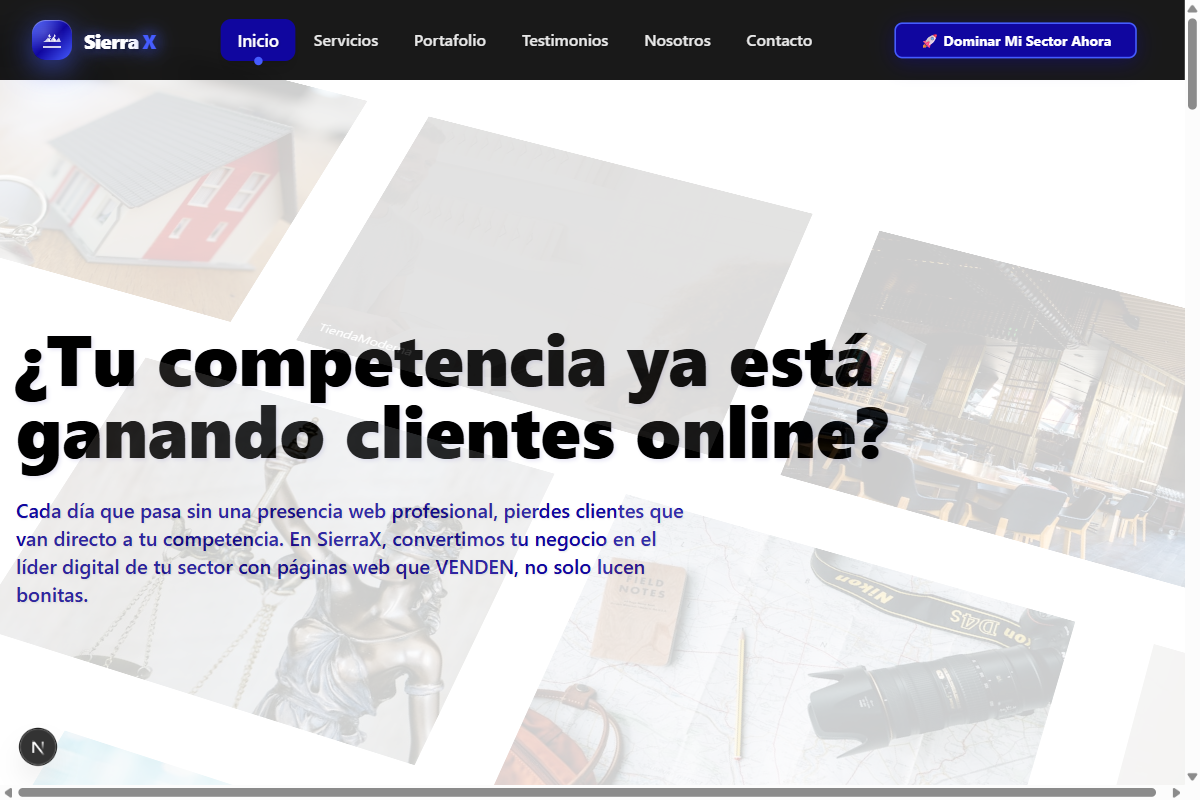 Sierra X
Inicio
Servicios
Portafolio
Testimonios
Nosotros
Contacto
🚀 Dominar Mi Sector Ahora
TiendaModerna
¿Tu competencia ya está
ganando clientes online?
Cada día que pasa sin una presencia web profesional, pierdes clientes que
van directo a tu competencia. En SierraX, convertimos tu negocio en el
líder digital de tu sector con páginas web que VENDEN, no solo lucen
bonitas.
FIELD
NOTES
Nikon
D4S
N